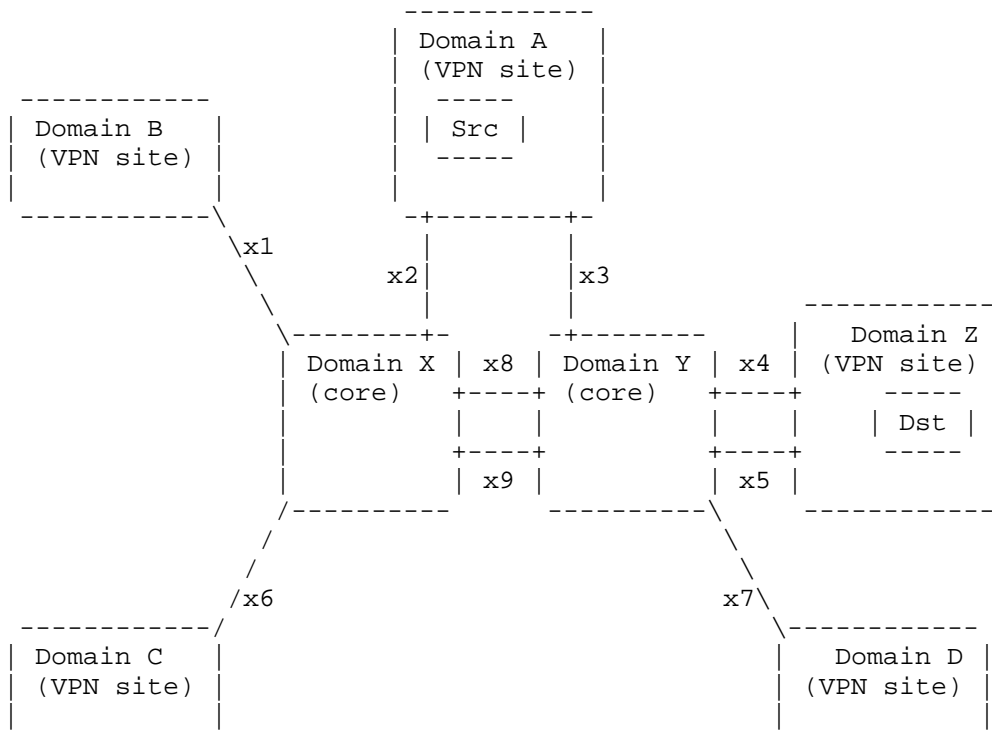 Domain A
(VPN site)
Domain B
Src
(VPN site)
x1
x2
x3
Domain Z
Domain X
x8
Domain Y
x4
(VPN site)
(core)
(core)
Dst
x9
x5
x6
x7
Domain C
Domain D
(VPN site)
(VPN site)